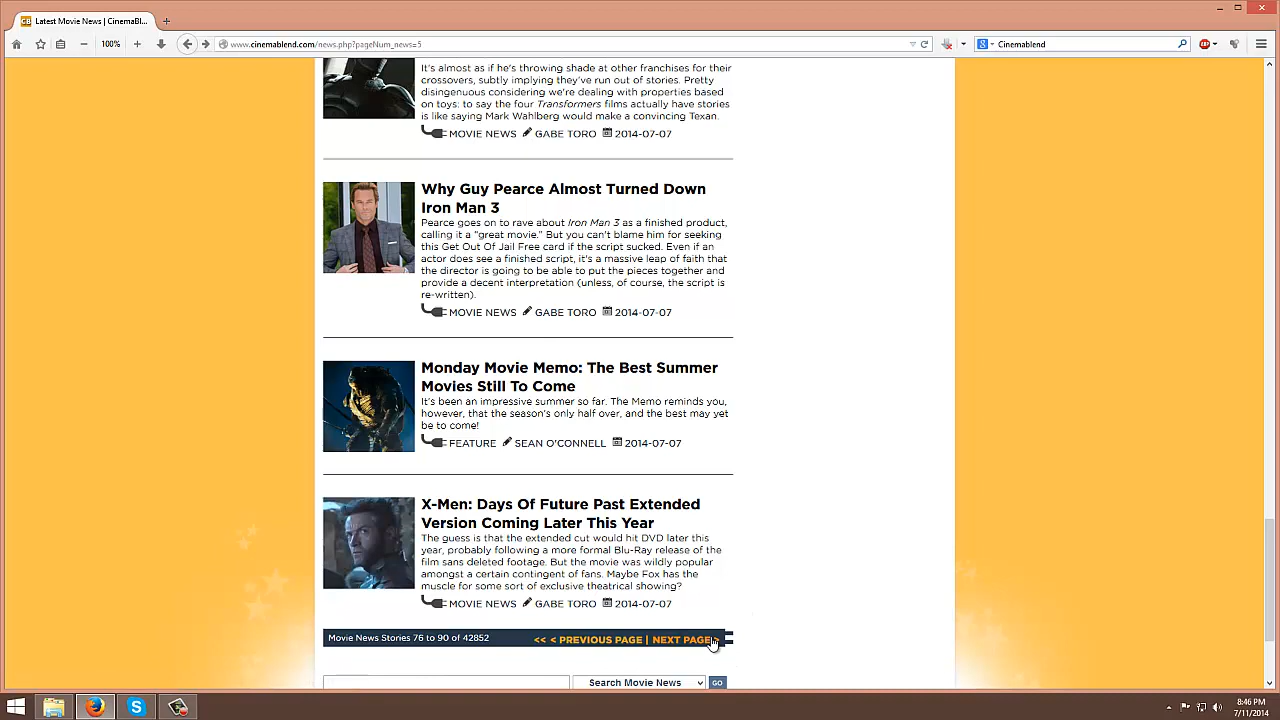 Latest Movie News | CinemaBl...
100%
www.cinemablend.com/news.php?pageNum_news=5
Cinemablend
It's almost as if he's throwing shade at other franchises for their
crossovers, subtly implying they've run out of stories. Pretty
disingenuous considering we're dealing with properties based
on toys: to say the four Transformers films actually have stories
is like saying Mark Wahlberg would make a convincing Texan.
MOVIE NEWS GABE TORO 2014-07-07
Why Guy Pearce Almost Turned Down
Iron Man 3
Pearce goes on to rave about Iron Man 3 as a finished product,
calling it a "great movie." But you can't blame him for seeking
this Get Out Of Jail Free card if the script sucked. Even if an
actor does see a finished script, it's a massive leap of faith that
the director is going to be able to put the pieces together and
provide a decent interpretation (unless, of course, the script is
re-written).
MOVIE NEWS GABE TORO 2014-07-07
Monday Movie Memo: The Best Summer
Movies Still To Come
It's been an impressive summer so far. The Memo reminds you,
however, that the season's only half over, and the best may yet
be to come!
FEATURE SEAN O'CONNELL 2014-07-07
X-Men: Days Of Future Past Extended
Version Coming Later This Year
The guess is that the extended cut would hit DVD later this
year, probably following a more formal Blu-Ray release of the
film sans deleted footage. But the movie was wildly popular
amongst a certain contingent of fans. Maybe Fox has the
muscle for some sort of exclusive theatrical showing?
MOVIE NEWS GABE TORO 2014-07-07
Movie News Stories 76 to 90 of 42852 << < PREVIOUS PAGE | NEXT PAGE
Search Movie News GO
8:46 PM
7/11/2014